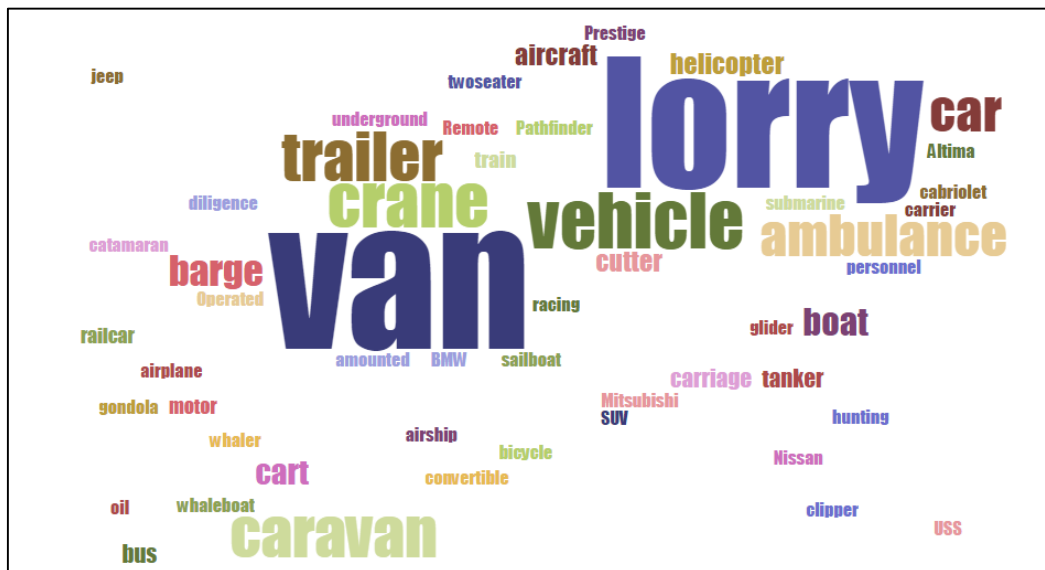 Prestige
aircraft
helicopter
jeep
twoseater
lorry
car
underground
Remote
Pathfinder
trailer
train
Altima
crane
vehicle
cabriolet
diligence
submarine
carrier
ambulance
catamaran
van
cutter
barge
personnel
Operated
racing
glider
boat
railcar
amounted
BMW
sailboat
airplane
carriage
tanker
gondola
motor
Mitsubishi
SUV
hunting
whaler
airship
bicycle
Nissan
cart
convertible
oil
whaleboat
clipper
caravan
USS
bus